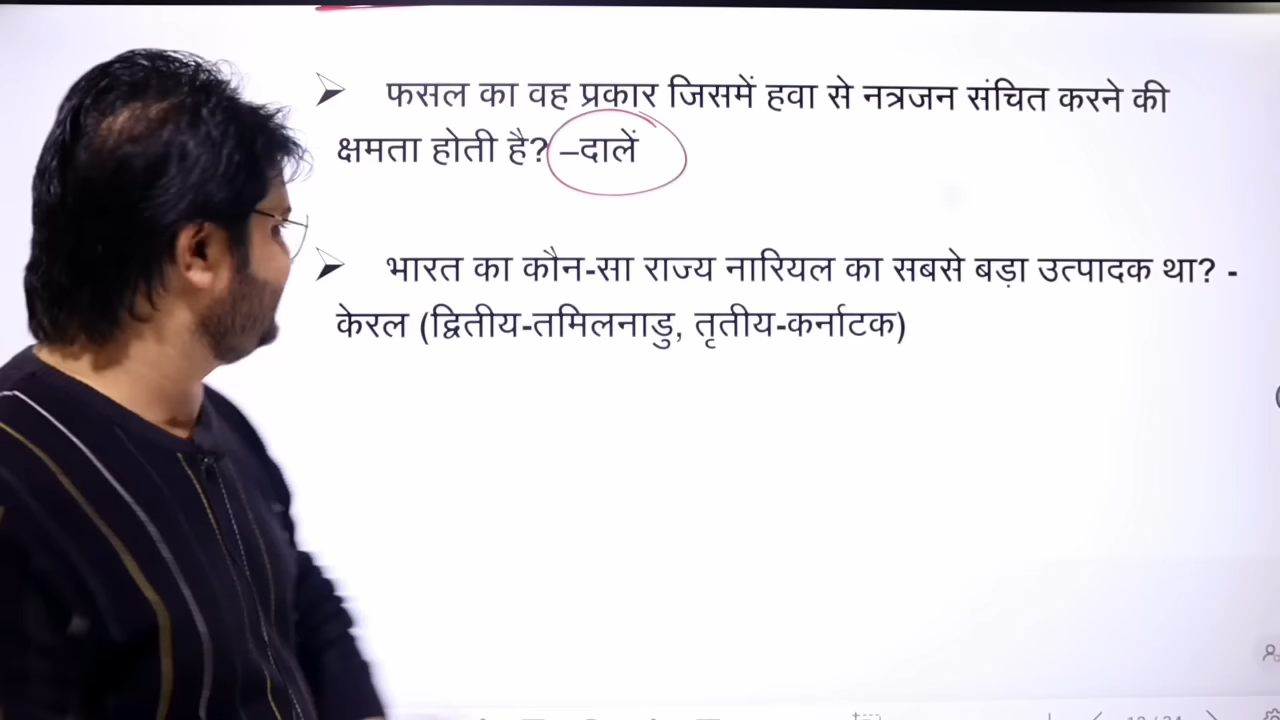 ➢ फसल का वह प्रकार जिसमें हवा से नत्रजन संचित करने की
क्षमता होती है? –दालें
➢ भारत का कौन-सा राज्य नारियल का सबसे बड़ा उत्पादक था? -
केरल (द्वितीय-तमिलनाडु, तृतीय-कर्नाटक)